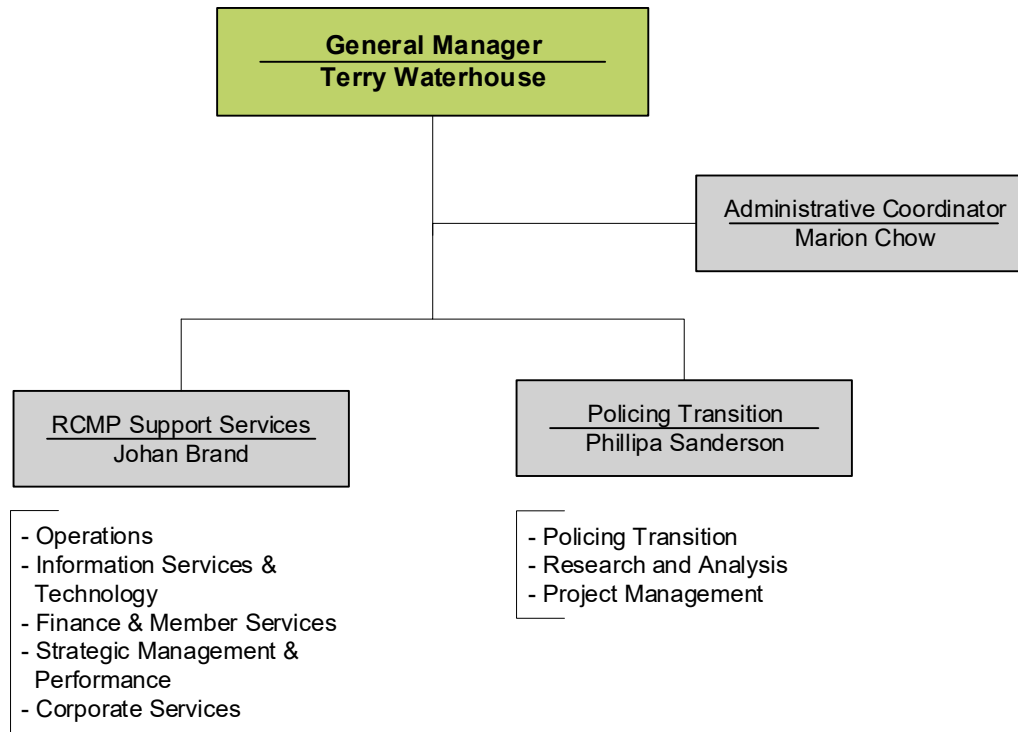 General Manager
Terry Waterhouse
Administrative Coordinator
Marion Chow
RCMP Support Services
Johan Brand
Policing Transition
Phillipa Sanderson
- Operations
- Information Services &
Technology
- Finance & Member Services
- Strategic Management &
Performance
- Corporate Services
- Policing Transition
- Research and Analysis
- Project Management